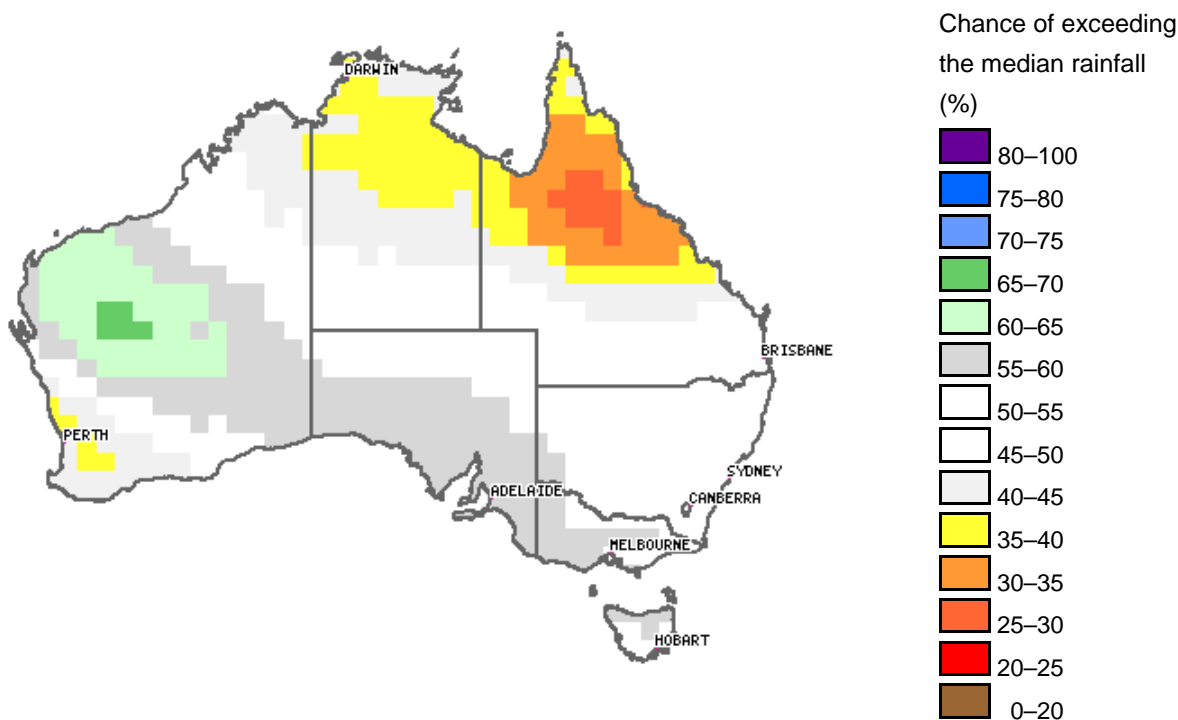 Chance of exceeding
the median rainfall
(%)
80–100
75–80
70–75
65–70
60–65
55–60
50–55
45–50
40–45
35–40
30–35
25–30
20–25
0–20
DARWIN
BRISBANE
PERTH
SYDNEY
ADELAIDE
CANBERRA
MELBOURNE
HOBART